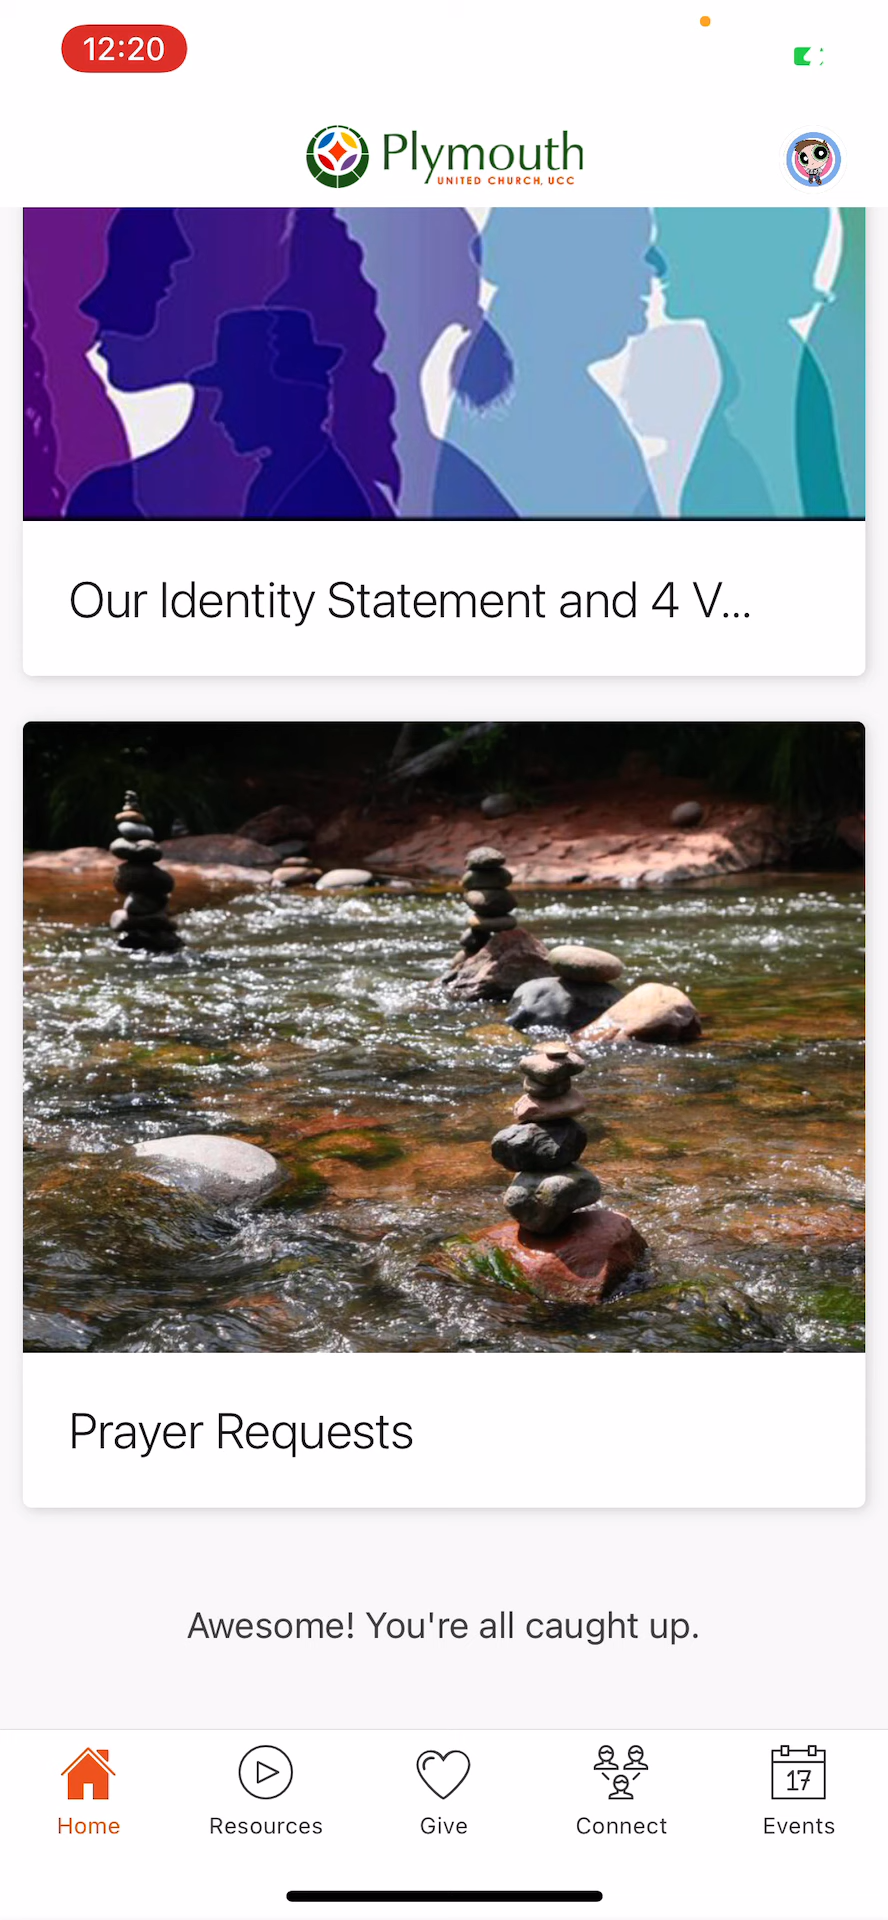 12:20
Plymouth
UNITED CHURCH, UCC
Our Identity Statement and 4 V...
Prayer Requests
Awesome! You're all caught up.
Home
Resources
Give
Connect
17
Events